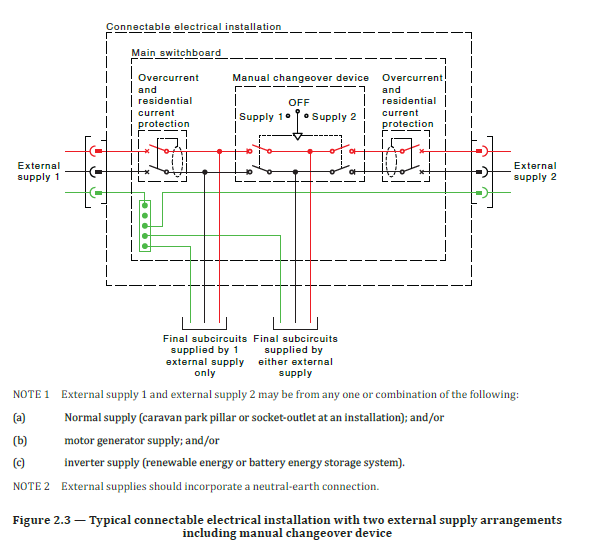 Connectable electrical installation
Main switchboard
Overcurrent
and
residential
current
protection
Manual changeover device
OFF
Supply 1
Supply 2
Overcurrent
and
residential
current
protection
External
supply 1
External
supply 2
Final subcircuits
supplied by 1
external supply
only
Final subcircuits
supplied by
either external
supply
NOTE 1 External supply 1 and external supply 2 may be from any one or combination of the following:
(a) Normal supply (caravan park pillar or socket-outlet at an installation); and/or
(b) motor generator supply; and/or
(c) inverter supply (renewable energy or battery energy storage system).
NOTE 2 External supplies should incorporate a neutral-earth connection.
Figure 2.3 — Typical connectable electrical installation with two external supply arrangements
including manual changeover device